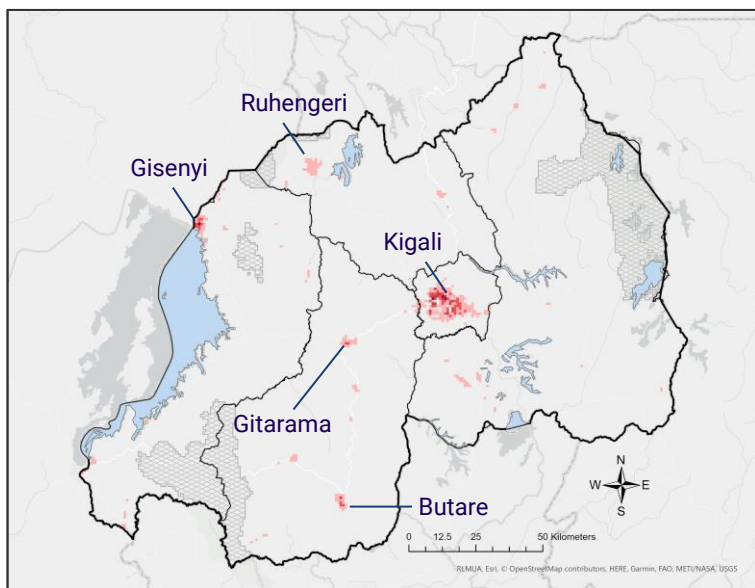 Ruhengeri
Gisenyi
Kigali
Gitarama
Butare
N
W E
S
0 12.5 25 50 Kilometers
RLMUA, Esri, © OpenStreetMap contributors, HERE, Garmin, FAO, METI/NASA, USGS